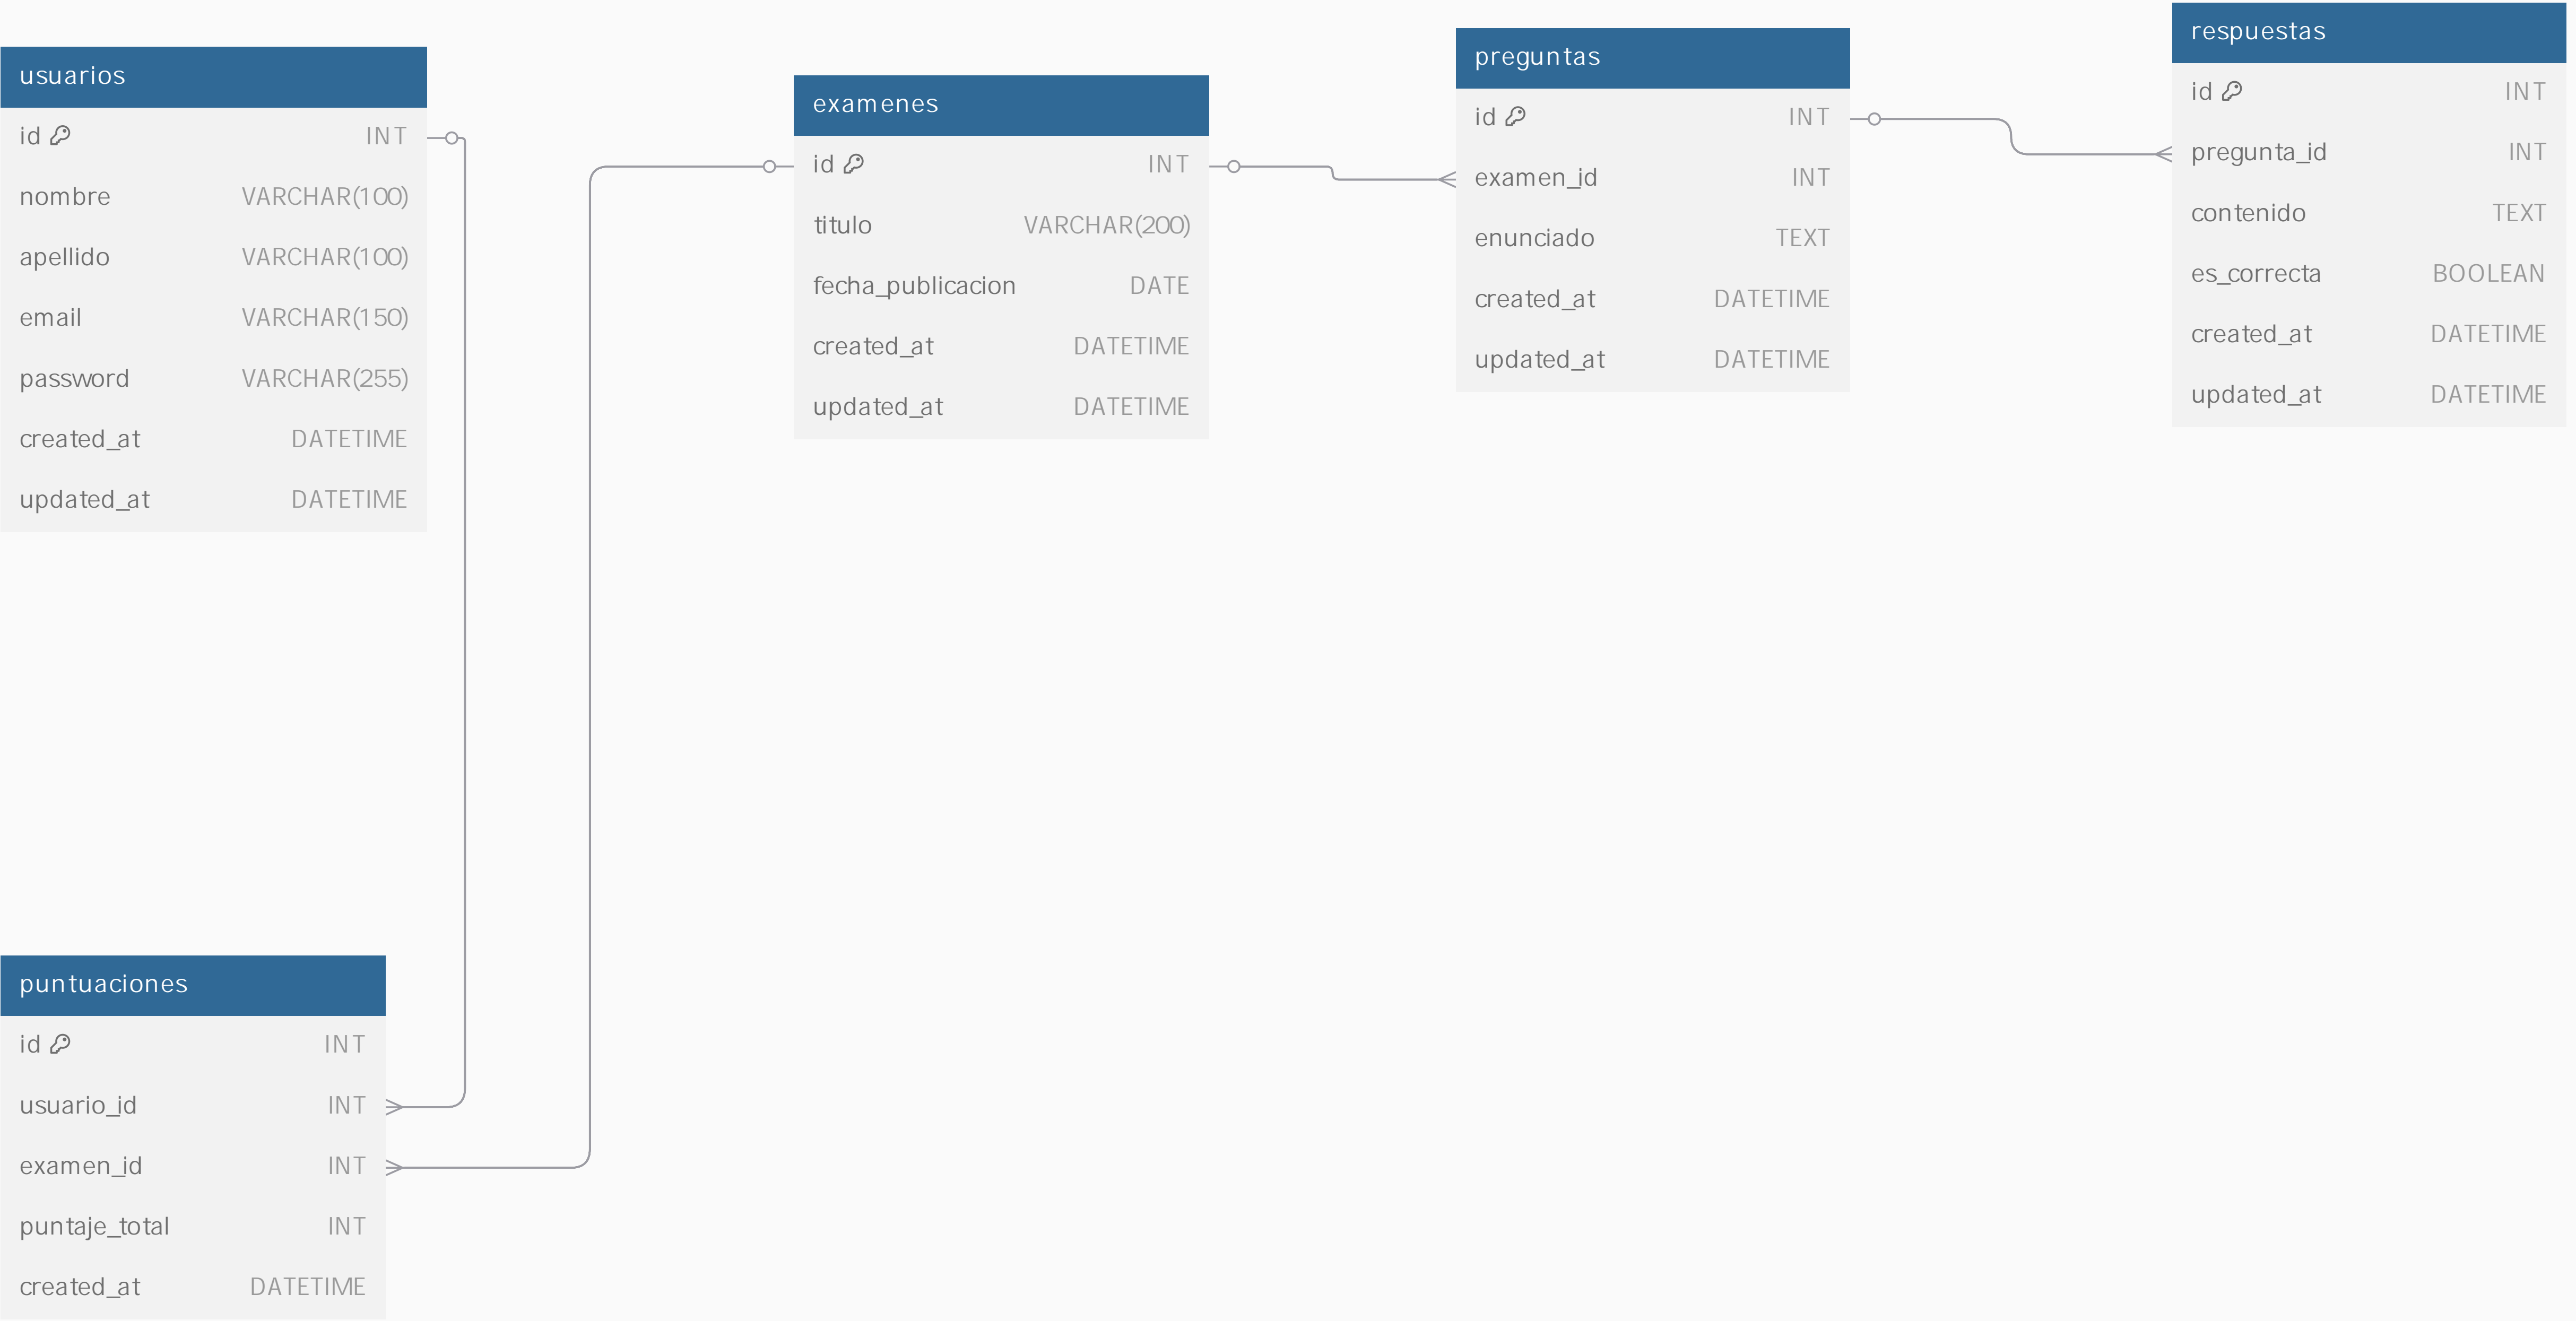 usuarios
id INT
nombre VARCHAR(100)
apellido VARCHAR(100)
email VARCHAR(150)
password VARCHAR(255)
created_at DATETIME
updated_at DATETIME
examenes
id INT
titulo VARCHAR(200)
fecha_publicacion DATE
created_at DATETIME
updated_at DATETIME
preguntas
id INT
examen_id INT
enunciado TEXT
created_at DATETIME
updated_at DATETIME
respuestas
id INT
pregunta_id INT
contenido TEXT
es_correcta BOOLEAN
created_at DATETIME
updated_at DATETIME
puntuaciones
id INT
usuario_id INT
examen_id INT
puntaje_total INT
created_at DATETIME